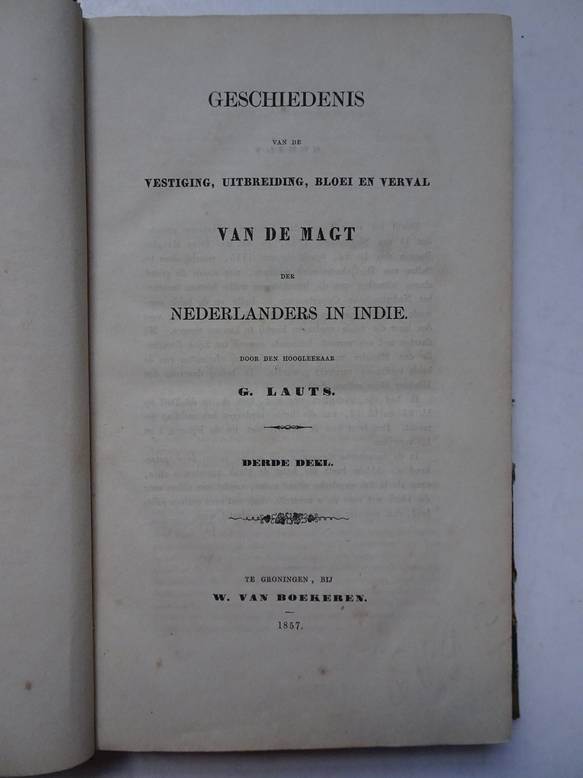 GESCHIEDENIS
VAN DE
VESTIGING, UITBREIDING, BLOEI EN VERVAL
VAN DE MAGT
DER
NEDERLANDERS IN INDIE.
DOOR DEN HOOGLEERAAR
G. LAUTS.
DERDE DEEL.
TE GRONINGEN, BIJ
W. VAN BOEKEREN.
1857.